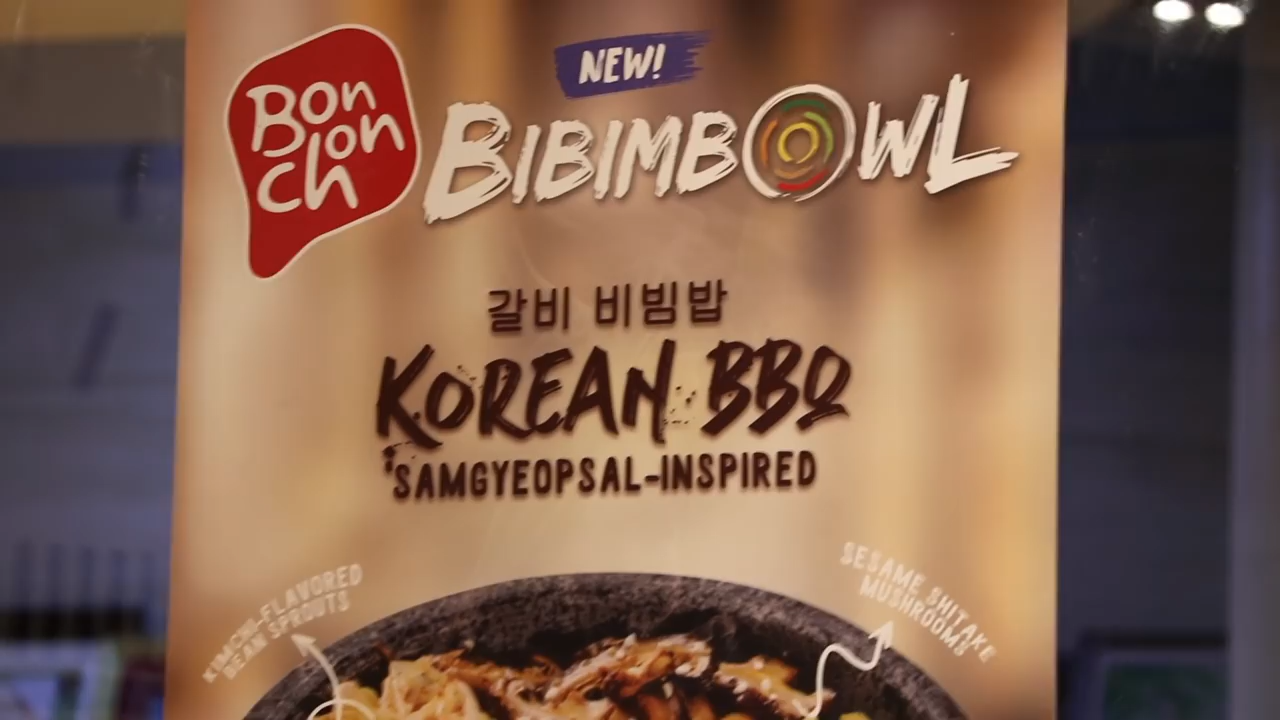 Bon
chon
NEW!
BIBIMBOWL
갈비 비빔밥
KOREAN BBQ
SAMGYEOPSAL-INSPIRED
KIMCHI-FLAVORED
BEAN SPROUTS
SESAME SHITAKE
MUSHROOMS